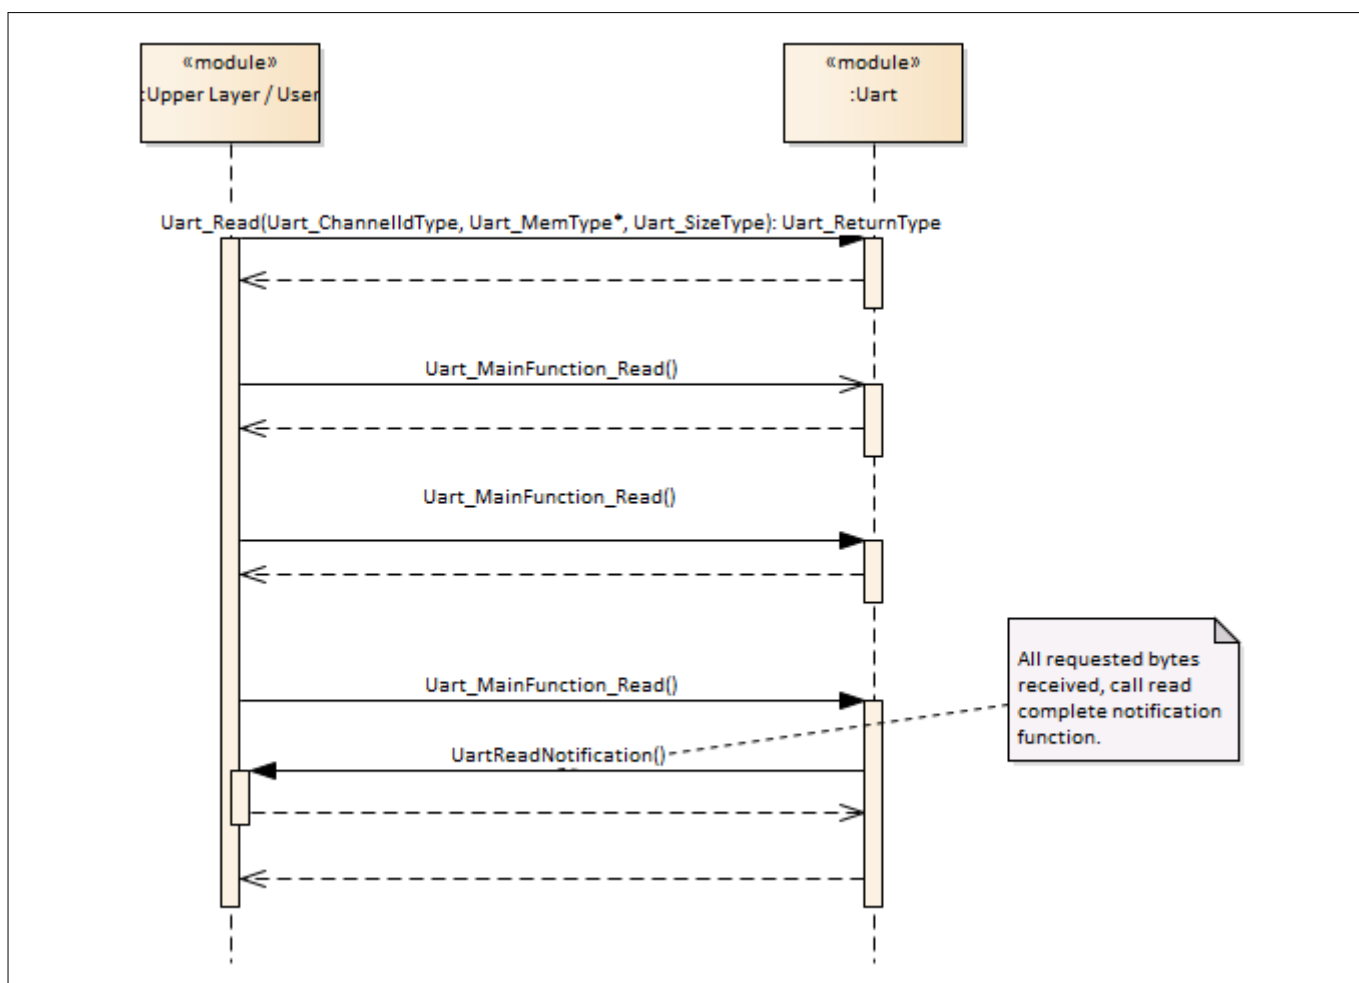 «module»
:Upper Layer / User
«module»
:Uart
Uart_Read(Uart_ChannelIdType, Uart_MemType*, Uart_SizeType): Uart_ReturnType
Uart_MainFunction_Read()
Uart_MainFunction_Read()
Uart_MainFunction_Read()
All requested bytes
received, call read
complete notification
function.
UartReadNotification()